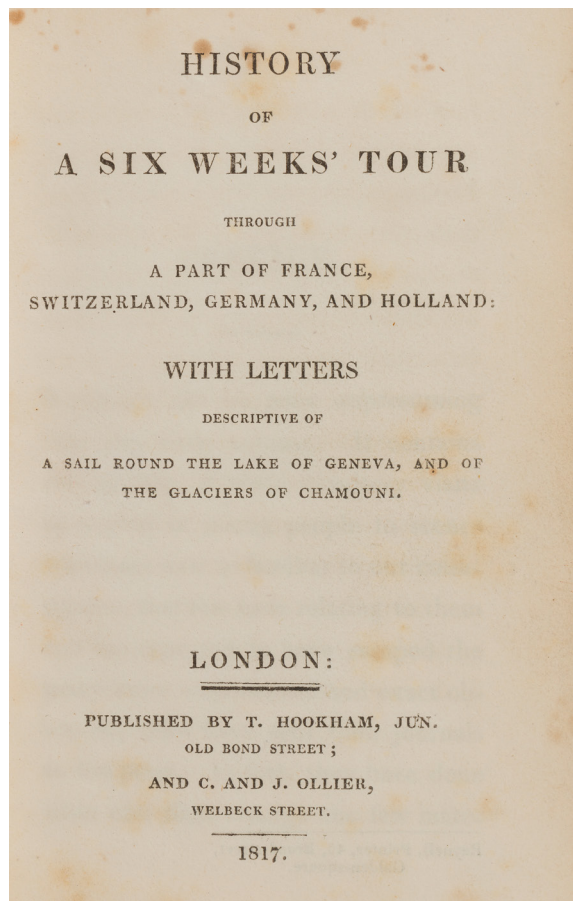 HISTORY
OF
A SIX WEEKS' TOUR
THROUGH
A PART OF FRANCE,
SWITZERLAND, GERMANY, AND HOLLAND:
WITH LETTERS
DESCRIPTIVE OF
A SAIL ROUND THE LAKE OF GENEVA, AND OF
THE GLACIERS OF CHAMOUNI.
LONDON:
PUBLISHED BY T. HOOKHAM, JUN.
OLD BOND STREET;
AND C. AND J. OLLIER,
WELBECK STREET.
1817.